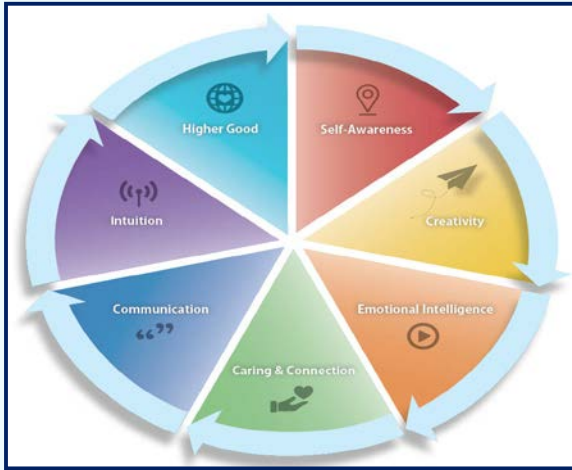 Higher Good
Self-Awareness
Intuition
Creativity
Communication
Emotional Intelligence
Caring & Connection